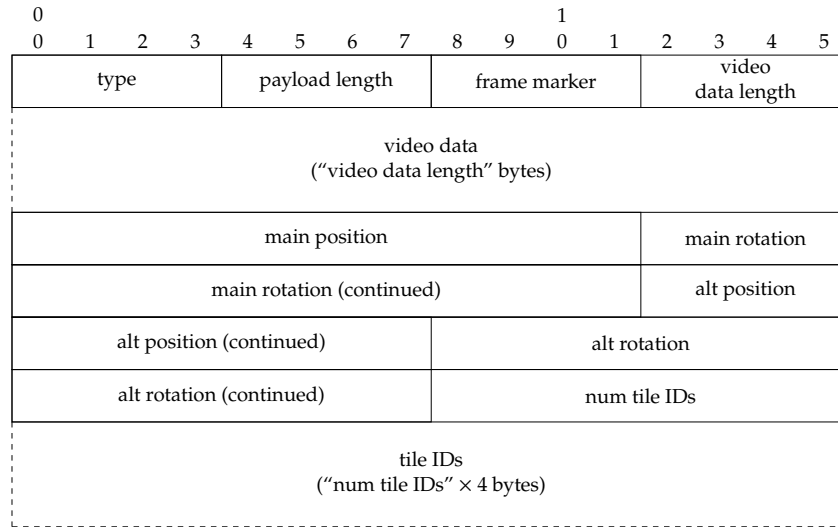 0 1
0 1 2 3 4 5 6 7 8 9 0 1 2 3 4 5
type payload length frame marker video
data length
video data
(“video data length” bytes)
main position main rotation
main rotation (continued) alt position
alt position (continued) alt rotation
alt rotation (continued) num tile IDs
tile IDs
(“num tile IDs” × 4 bytes)